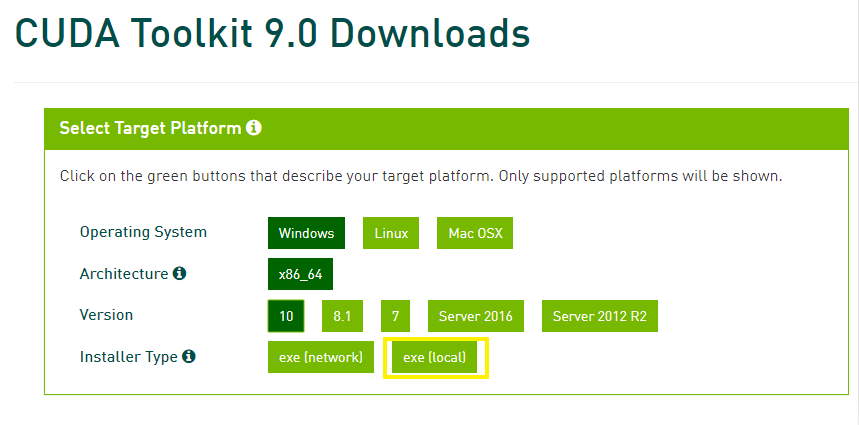 CUDA Toolkit 9.0 Downloads
Select Target Platform
Click on the green buttons that describe your target platform. Only supported platforms will be shown.
Operating System Windows Linux Mac OSX
Architecture x86_64
Version 10 8.1 7 Server 2016 Server 2012 R2
Installer Type exe (network) exe (local)